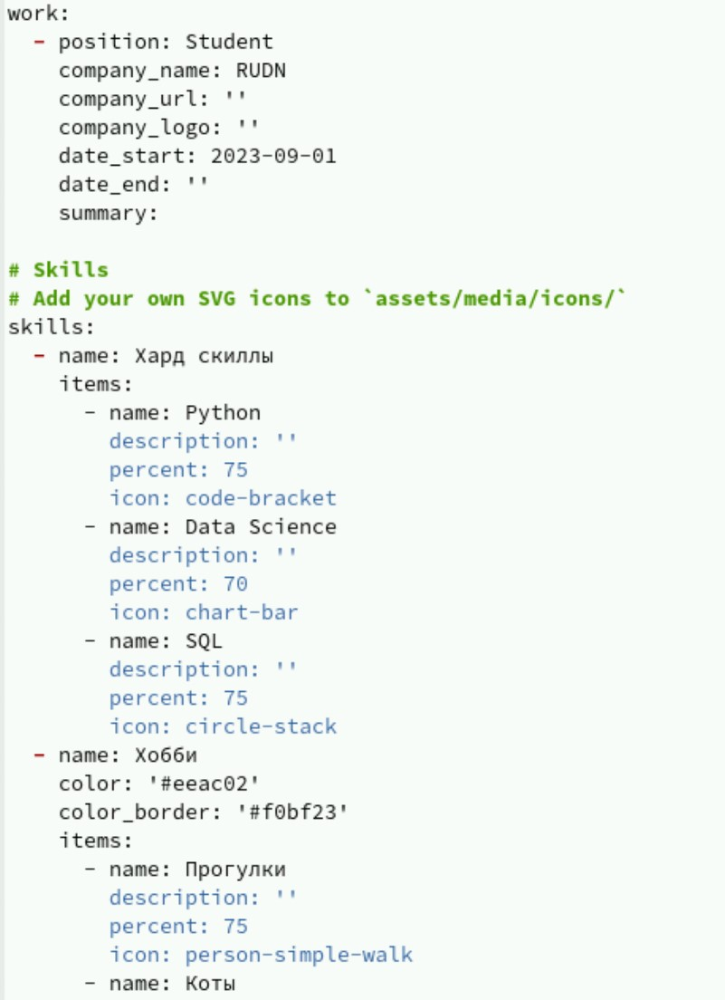 work:
  - position: Student
    company_name: RUDN
    company_url: ''
    company_logo: ''
    date_start: 2023-09-01
    date_end: ''
    summary:

# Skills
# Add your own SVG icons to `assets/media/icons/`
skills:
  - name: Хард скиллы
    items:
      - name: Python
        description: ''
        percent: 75
        icon: code-bracket
      - name: Data Science
        description: ''
        percent: 70
        icon: chart-bar
      - name: SQL
        description: ''
        percent: 75
        icon: circle-stack
  - name: Хобби
    color: '#eeac02'
    color_border: '#f0bf23'
    items:
      - name: Прогулки
        description: ''
        percent: 75
        icon: person-simple-walk
      - name: Коты